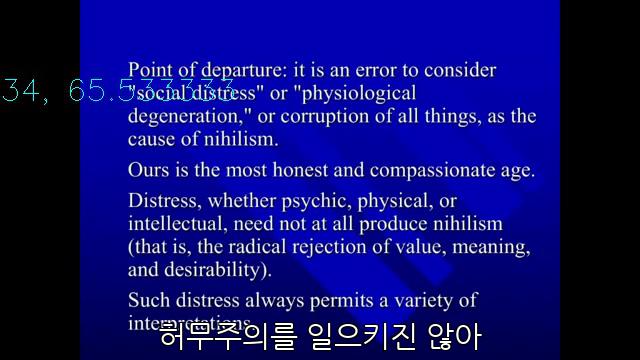 Point of departure: it is an error to consider
34, 65.533333
"social distress" or "physiological
degeneration," or corruption of all things, as the
cause of nihilism.
Ours is the most honest and compassionate age.
Distress, whether psychic, physical, or
intellectual, need not at all produce nihilism
(that is, the radical rejection of value, meaning,
and desirability).
Such distress always permits a variety of
interpretations.
허무주의를 일으키진 않아